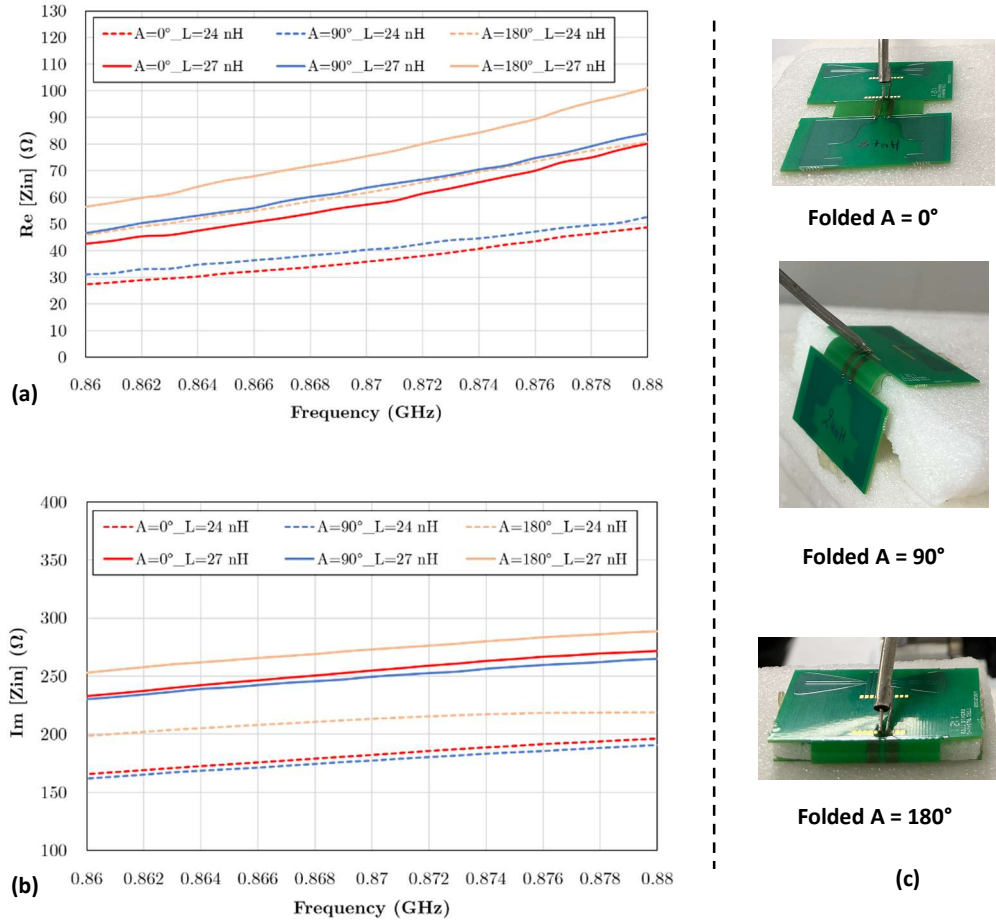 130
120
110
100
90
80
70
60
50
40
30
20
10
0
Re [Zin] (Ω)
A=0°_L=24 nH A=90°_L=24 nH A=180°_L=24 nH
A=0°_L=27 nH A=90°_L=27 nH A=180°_L=27 nH
0.86 0.862 0.864 0.866 0.868 0.87 0.872 0.874 0.876 0.878 0.88
Frequency (GHz)
(a)
400
350
300
250
200
150
100
Im [Zin] (Ω)
A=0°_L=24 nH A=90°_L=24 nH A=180°_L=24 nH
A=0°_L=27 nH A=90°_L=27 nH A=180°_L=27 nH
0.86 0.862 0.864 0.866 0.868 0.87 0.872 0.874 0.876 0.878 0.88
Frequency (GHz)
(b)
Folded A = 0°
Folded A = 90°
Folded A = 180°
(c)